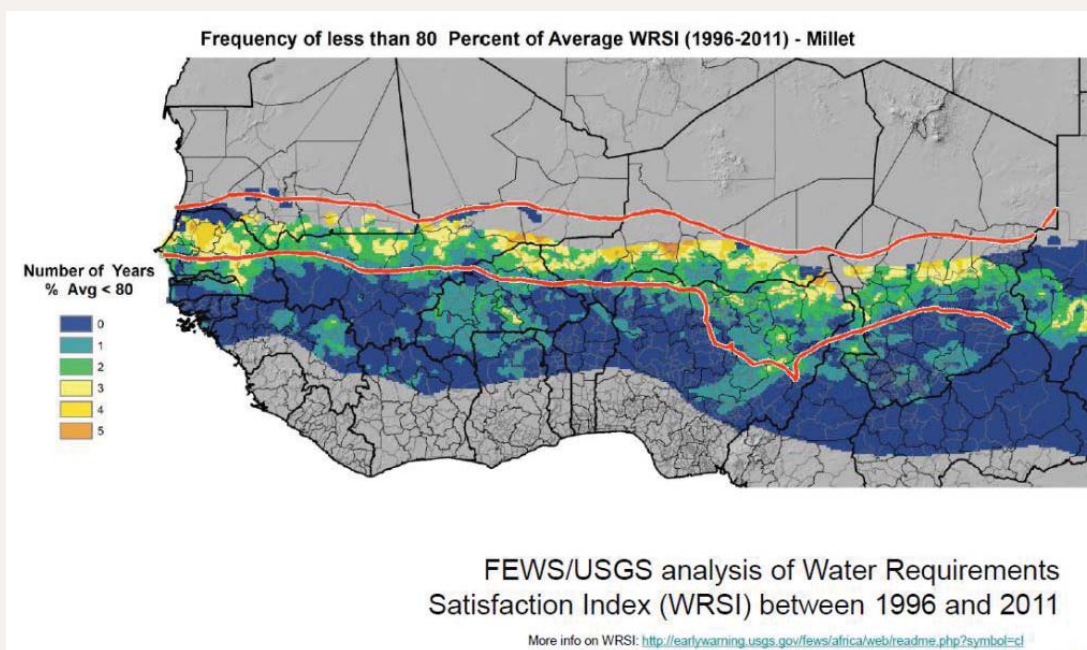 Frequency of less than 80 Percent of Average WRSI (1996-2011) - Millet
Number of Years
% Avg < 80
0
1
2
3
4
5
FEWS/USGS analysis of Water Requirements
Satisfaction Index (WRSI) between 1996 and 2011
More info on WRSI: http://earlywarning.usgs.gov/fews/africa/web/readme.php?symbol=cl